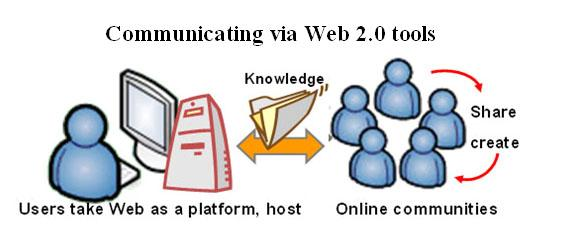 Communicating via Web 2.0 tools
Knowledge
Share
create
Users take Web as a platform, host
Online communities